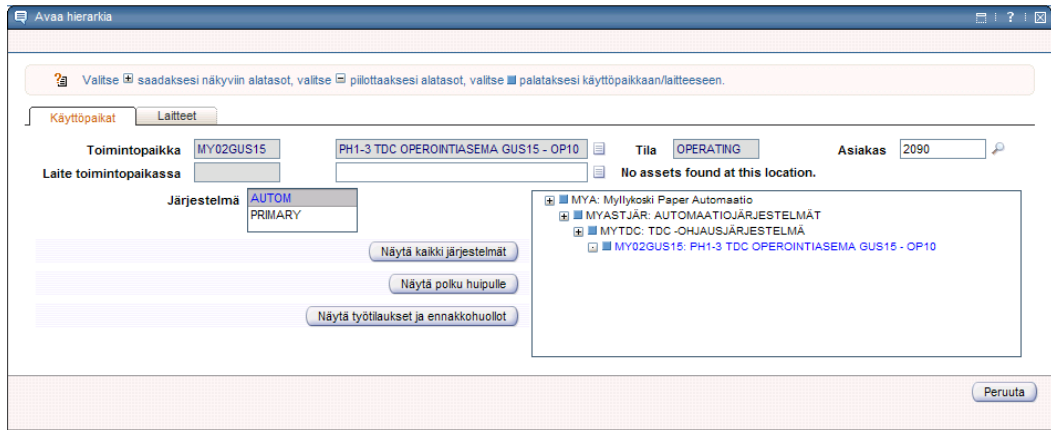 Avaa hierarkia
?
Valitse saadaksesi näkyviin alatasot, valitse piilottaaksesi alatasot, valitse palataksesi käyttöpaikkaan/laitteeseen.
Käyttöpaikat Laitteet
Toimintopaikka MY02GUS15 PH1-3 TDC OPEROINTIASEMA GUS15 - OP10 Tila OPERATING Asiakas 2090
Laite toimintopaikassa No assets found at this location.
Järjestelmä AUTOM
PRIMARY
MYA: Myllykoski Paper Automaatio
MYASTJÄR: AUTOMAATIOJÄRJESTELMÄT
MYTDC: TDC -OHJAUSJÄRJESTELMÄ
MY02GUS15: PH1-3 TDC OPEROINTIASEMA GUS15 - OP10
Näytä kaikki järjestelmät
Näytä polku huipulle
Näytä työtilaukset ja ennakkohuollot
Peruuta